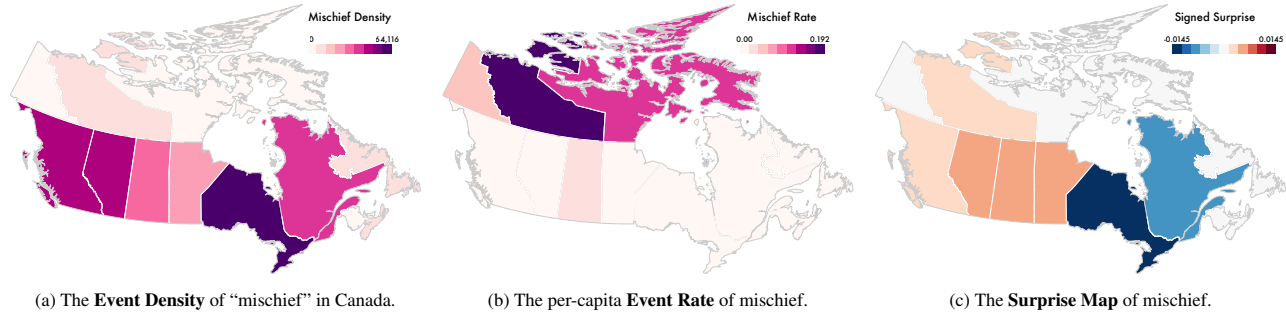 Mischief Density
0 64,116
Mischief Rate
0.00 0.192
Signed Surprise
-0.0145 0.0145
(a) The Event Density of “mischief” in Canada.
(b) The per-capita Event Rate of mischief.
(c) The Surprise Map of mischief.